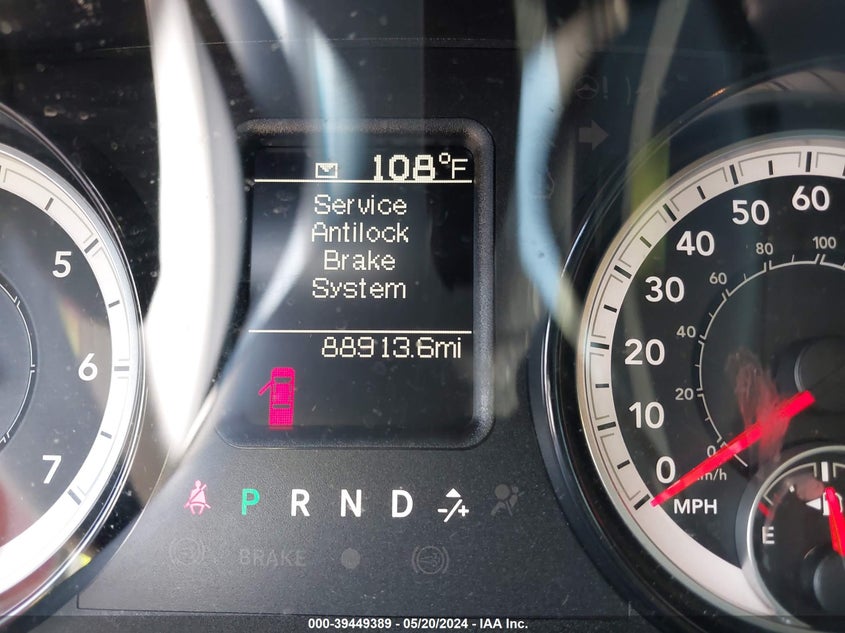 108°F
Service
Antilock
Brake
System
88913.6mi
5
6
7
P R N D -/+
BRAKE
0
10
20
30
40
50
60
0
20
40
60
80
100
km/h
MPH
E
000-39449389 - 05/20/2024 - IAA Inc.